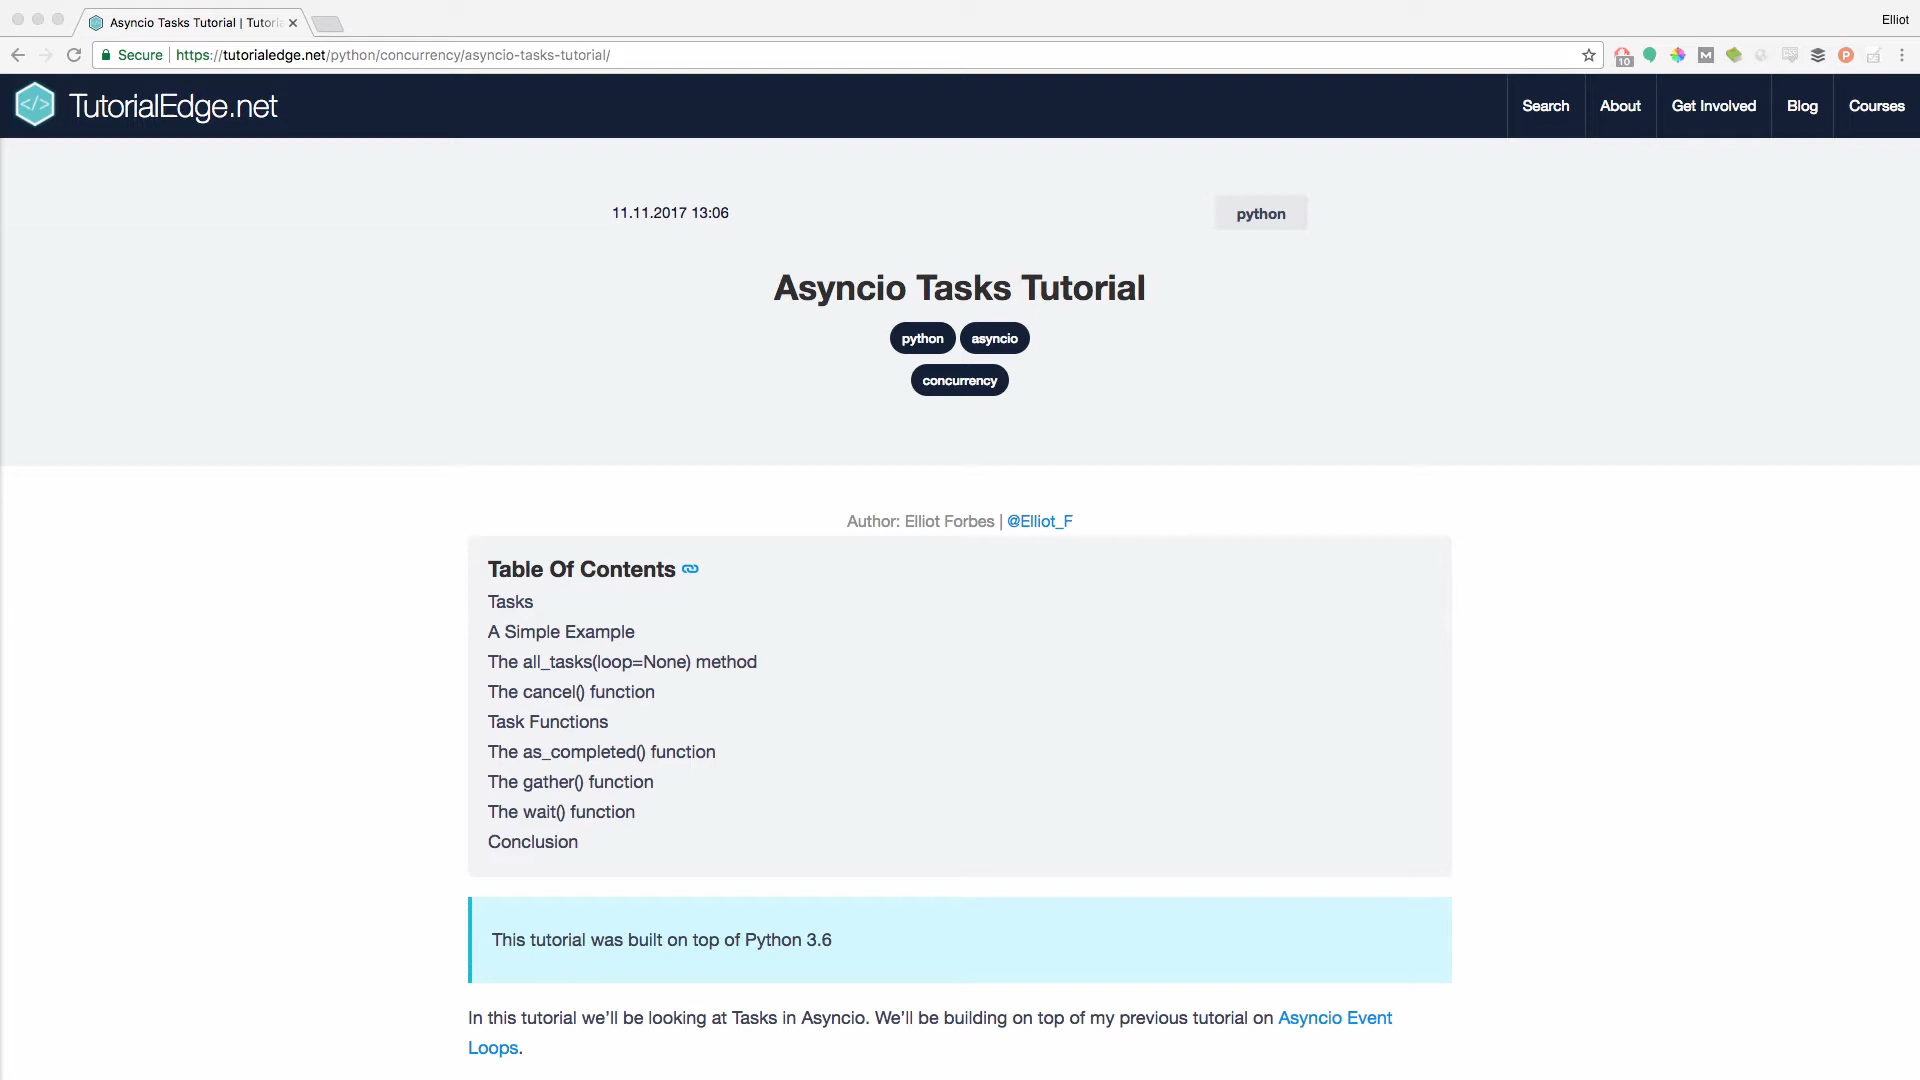 Asyncio Tasks Tutorial | Tutoria
Elliot
Secure | https://tutorialedge.net/python/concurrency/asyncio-tasks-tutorial/
10
M
P
</> TutorialEdge.net
Search
About
Get Involved
Blog
Courses
11.11.2017 13:06
python
Asyncio Tasks Tutorial
python asyncio
concurrency
Author: Elliot Forbes | @Elliot_F
Table Of Contents
Tasks
A Simple Example
The all_tasks(loop=None) method
The cancel() function
Task Functions
The as_completed() function
The gather() function
The wait() function
Conclusion
This tutorial was built on top of Python 3.6
In this tutorial we’ll be looking at Tasks in Asyncio. We’ll be building on top of my previous tutorial on Asyncio Event
Loops.